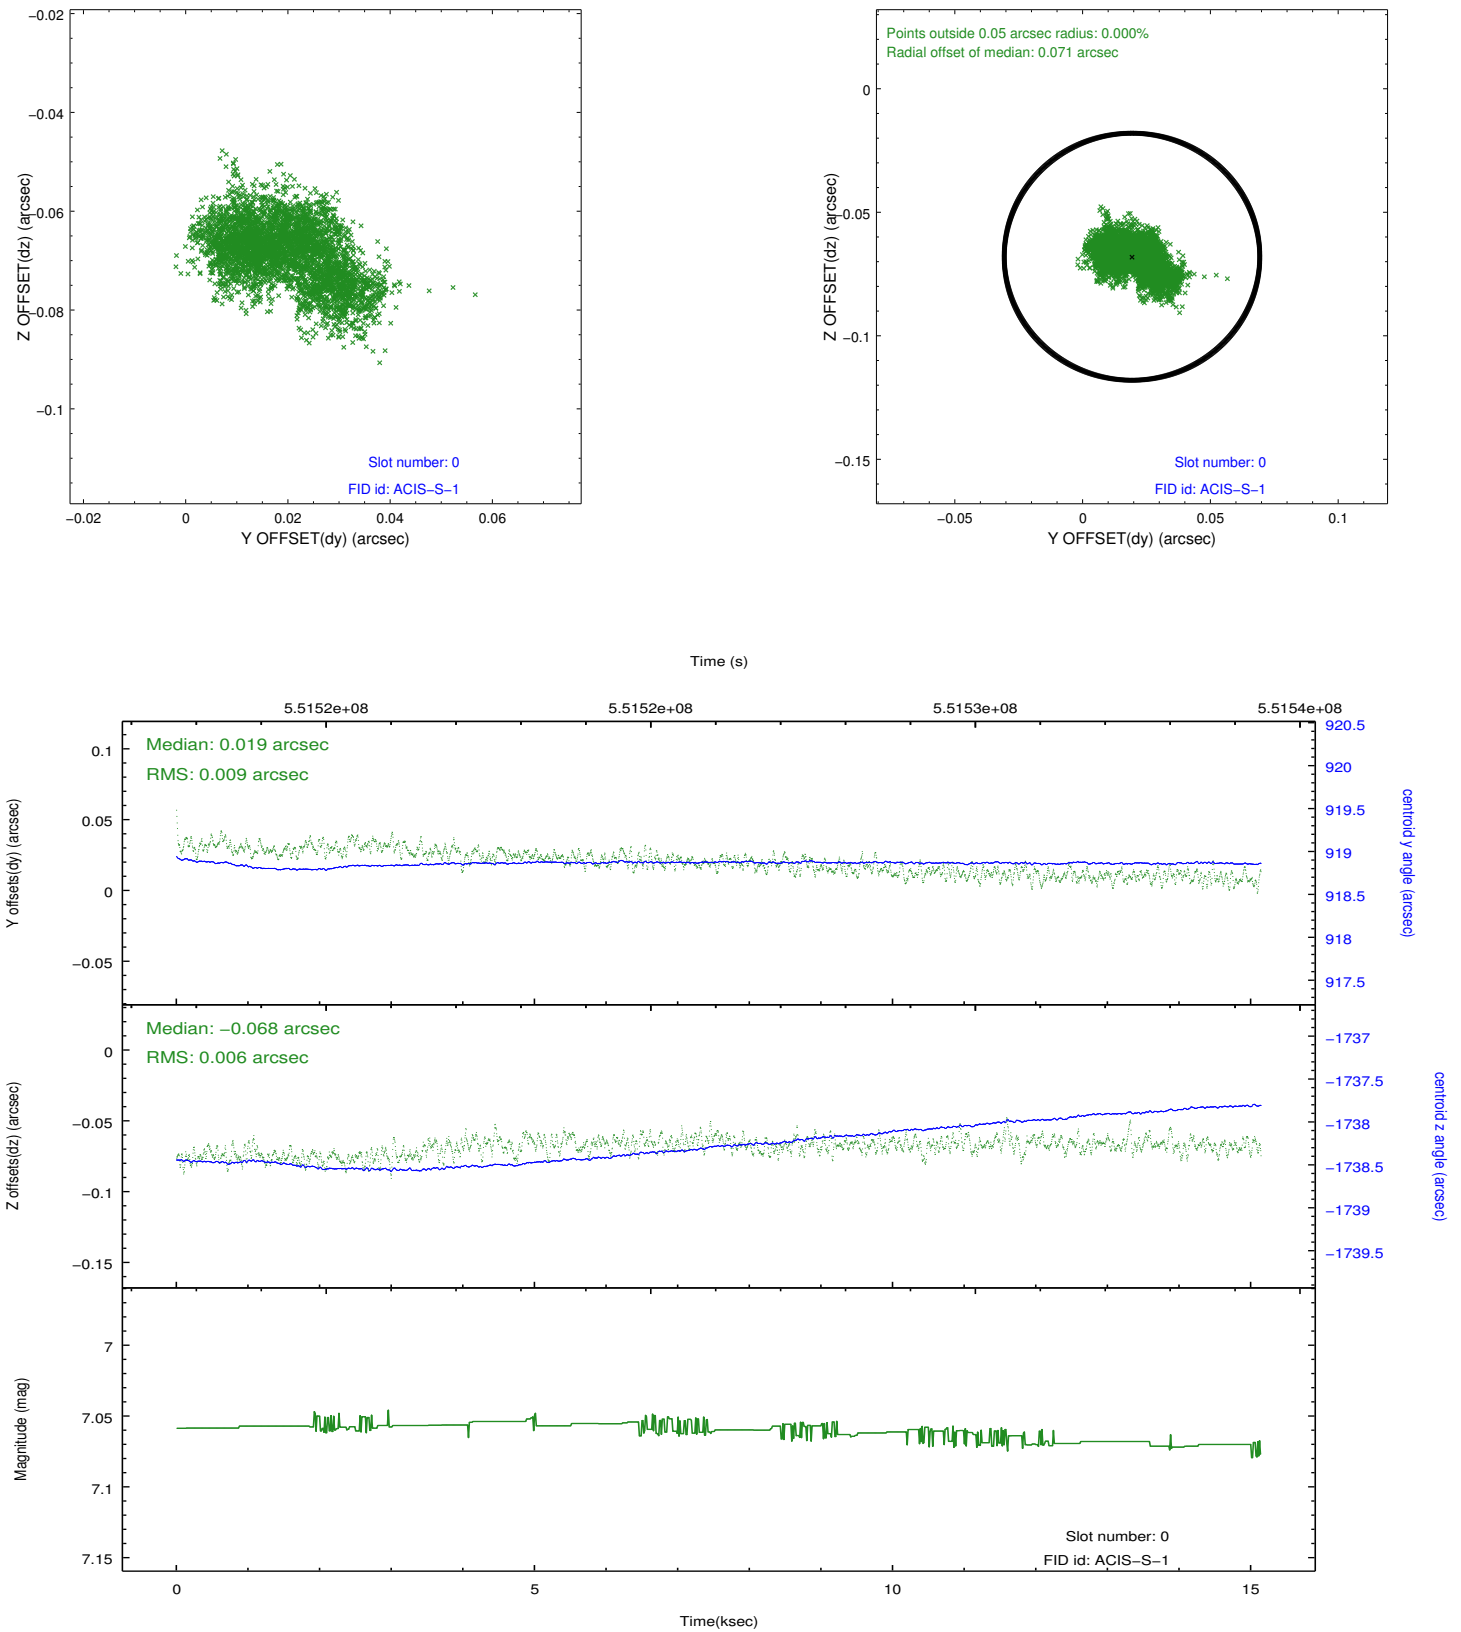 −0.02
−0.04
−0.06
−0.08
−0.1
Z OFFSET(dz) (arcsec)
Slot number: 0
FID id: ACIS−S−1
−0.02 0 0.02 0.04 0.06
Y OFFSET(dy) (arcsec)
Points outside 0.05 arcsec radius: 0.000%
Radial offset of median: 0.071 arcsec
0
−0.05
−0.1
−0.15
Z OFFSET(dz) (arcsec)
Slot number: 0
FID id: ACIS−S−1
−0.05 0 0.05 0.1
Y OFFSET(dy) (arcsec)
Time (s)
5.5152e+08 5.5152e+08 5.5153e+08 5.5154e+08
Median: 0.019 arcsec
RMS: 0.009 arcsec
0.1
0.05
0
−0.05
Y offsets(dy) (arcsec)
920.5
920
919.5
919
918.5
918
917.5
centroid y angle (arcsec)
Median: −0.068 arcsec
RMS: 0.006 arcsec
0
−0.05
−0.1
−0.15
Z offsets(dz) (arcsec)
−1737
−1737.5
−1738
−1738.5
−1739
−1739.5
centroid z angle (arcsec)
7
7.05
7.1
7.15
Magnitude (mag)
Slot number: 0
FID id: ACIS−S−1
0 5 10 15
Time(ksec)